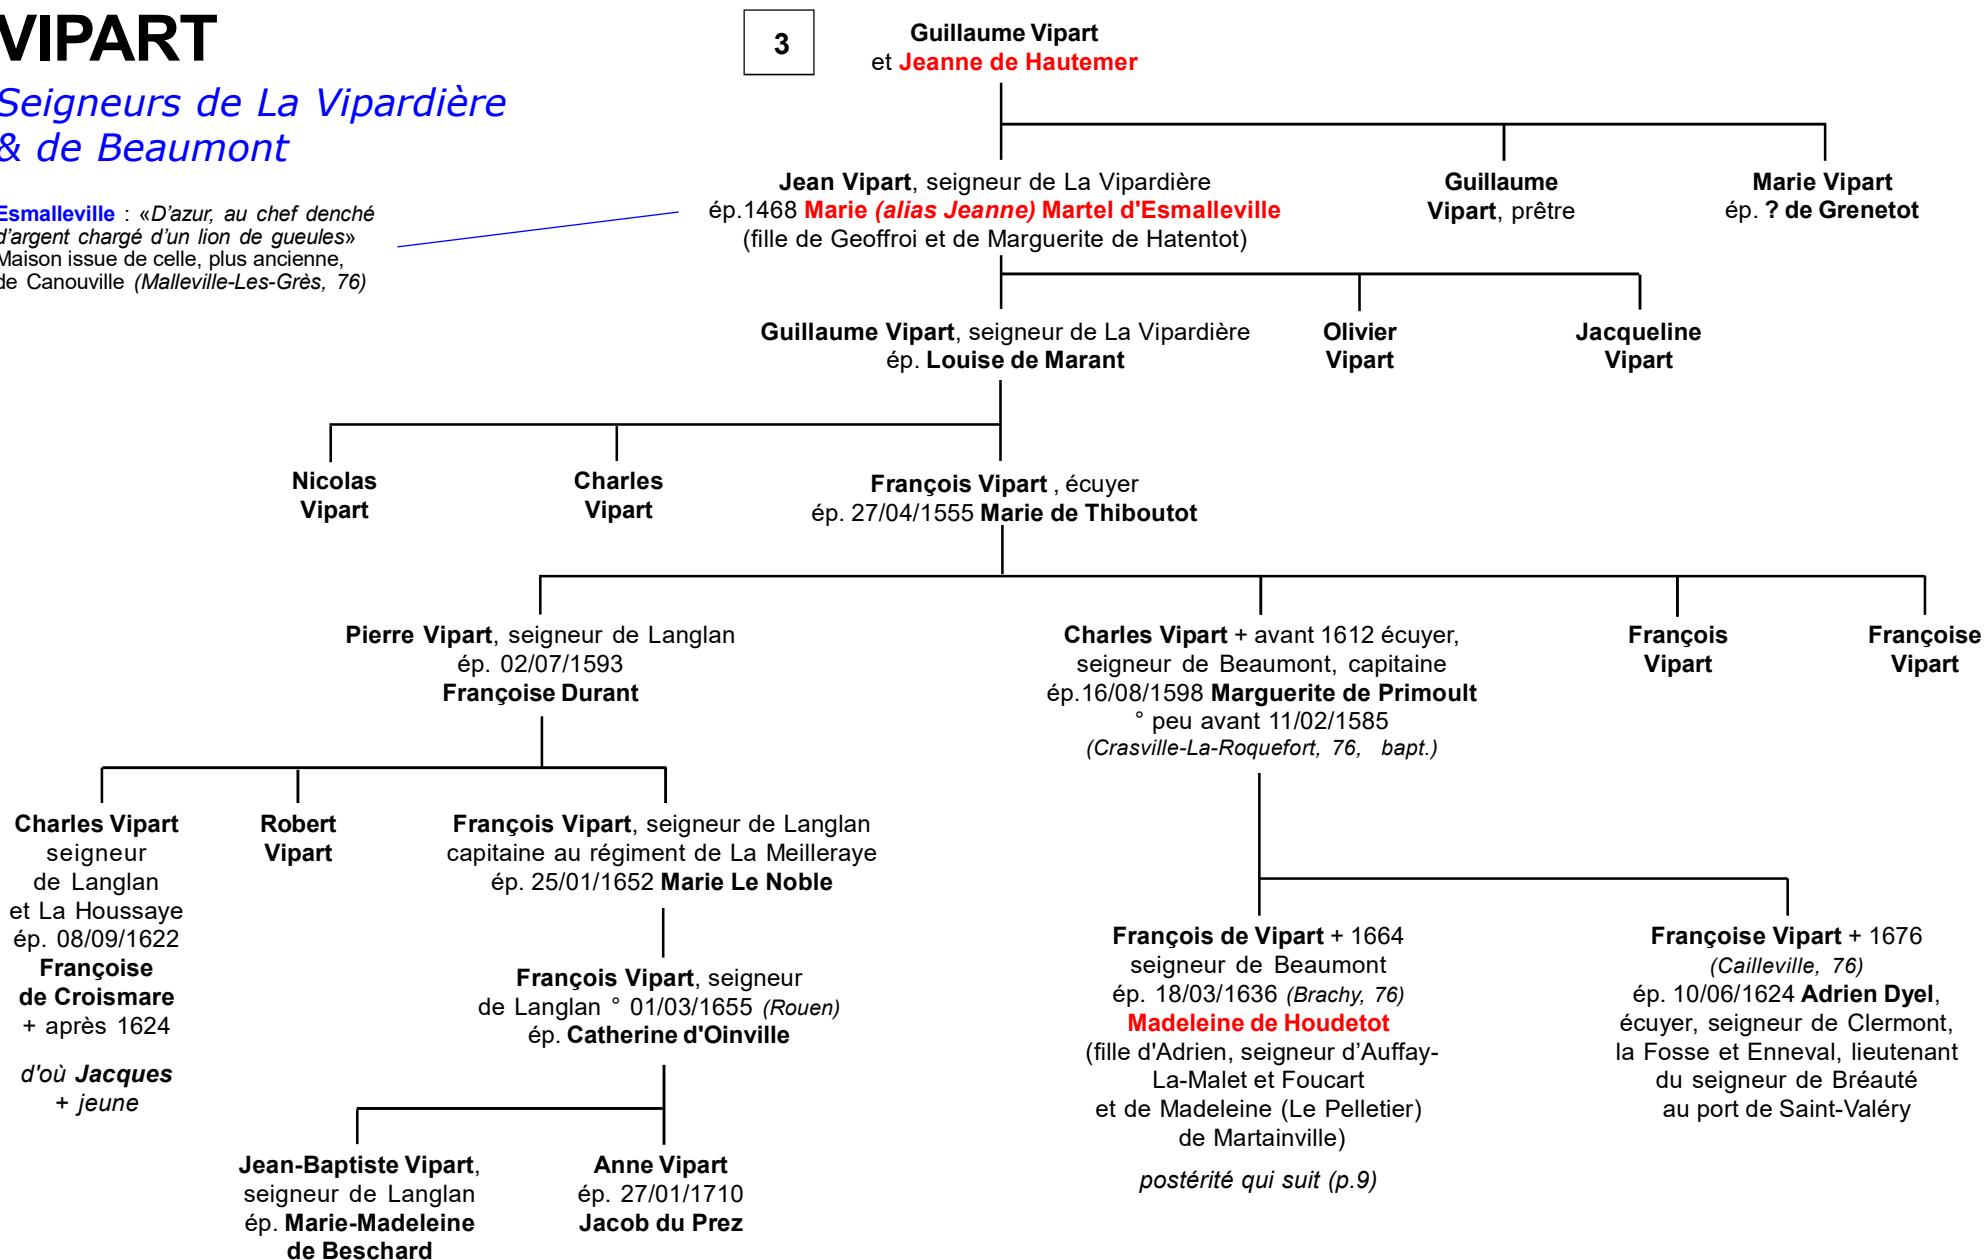 VIPART
Seigneurs de La Vipardière
& de Beaumont
3
Guillaume Vipart
et Jeanne de Hautemer
Esmalleville : «D'azur, au chef denché
d'argent chargé d'un lion de gueules»
Maison issue de celle, plus ancienne,
de Canouville (Malleville-Les-Grès, 76)
Jean Vipart, seigneur de La Vipardière
ép.1468 Marie (alias Jeanne) Martel d'Esmalleville
(fille de Geoffroi et de Marguerite de Hatentot)
Guillaume
Vipart, prêtre
Marie Vipart
ép. ? de Grenetot
Guillaume Vipart, seigneur de La Vipardière
ép. Louise de Marant
Olivier
Vipart
Jacqueline
Vipart
Nicolas
Vipart
Charles
Vipart
François Vipart , écuyer
ép. 27/04/1555 Marie de Thiboutot
Pierre Vipart, seigneur de Langlan
ép. 02/07/1593
Françoise Durant
Charles Vipart + avant 1612 écuyer,
seigneur de Beaumont, capitaine
ép.16/08/1598 Marguerite de Primoult
° peu avant 11/02/1585
(Crasville-La-Roquefort, 76, bapt.)
François
Vipart
Françoise
Vipart
Charles Vipart
seigneur
de Langlan
et La Houssaye
ép. 08/09/1622
Françoise
de Croismare
+ après 1624
d'où Jacques
+ jeune
Robert
Vipart
François Vipart, seigneur de Langlan
capitaine au régiment de La Meilleraye
ép. 25/01/1652 Marie Le Noble
François Vipart, seigneur
de Langlan ° 01/03/1655 (Rouen)
ép. Catherine d'Oinville
François de Vipart + 1664
seigneur de Beaumont
ép. 18/03/1636 (Brachy, 76)
Madeleine de Houdetot
(fille d'Adrien, seigneur d'Auffay-
La-Malet et Foucart
et de Madeleine (Le Pelletier)
de Martainville)
postérité qui suit (p.9)
Françoise Vipart + 1676
(Cailleville, 76)
ép. 10/06/1624 Adrien Dyel,
écuyer, seigneur de Clermont,
la Fosse et Enneval, lieutenant
du seigneur de Bréauté
au port de Saint-Valéry
Jean-Baptiste Vipart,
seigneur de Langlan
ép. Marie-Madeleine
de Beschard
Anne Vipart
ép. 27/01/1710
Jacob du Prez